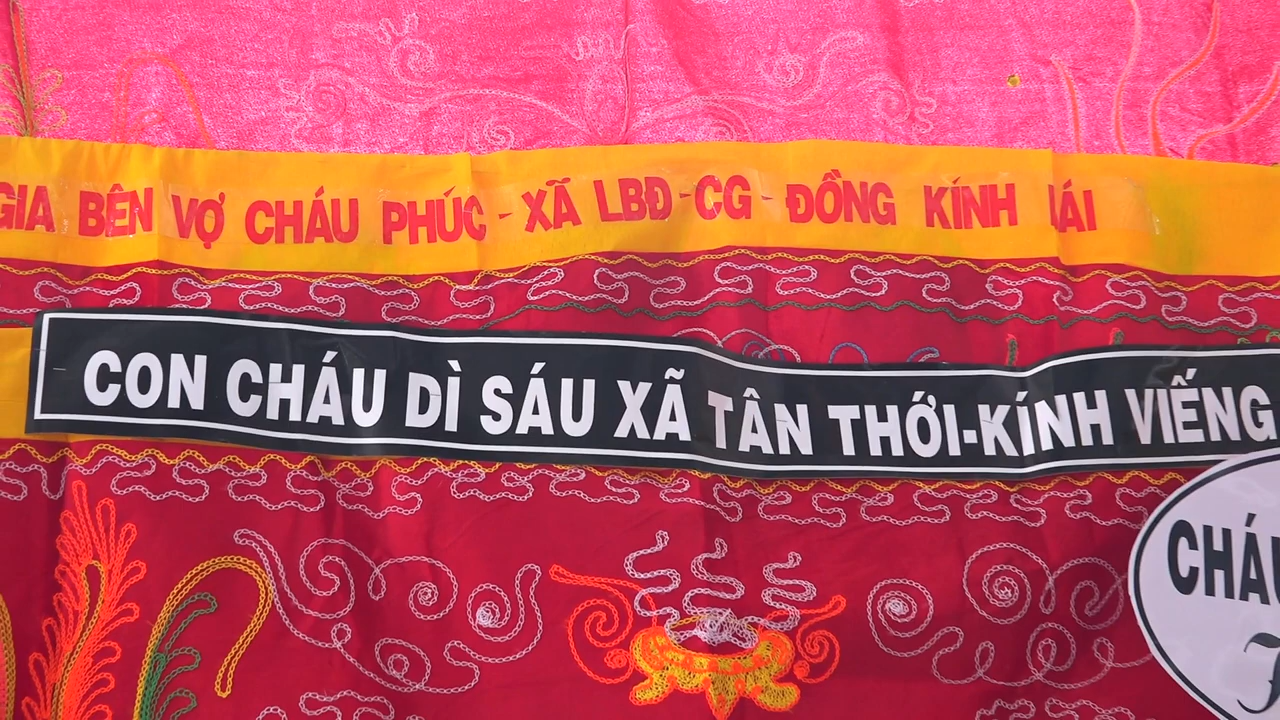 GIA BÊN VỢ CHÁU PHÚC - XÃ LBĐ - CG - ĐỒNG KÍNH LÁI
CON CHÁU DÌ SÁU XÃ TÂN THỚI-KÍNH VIẾNG
CHÁU